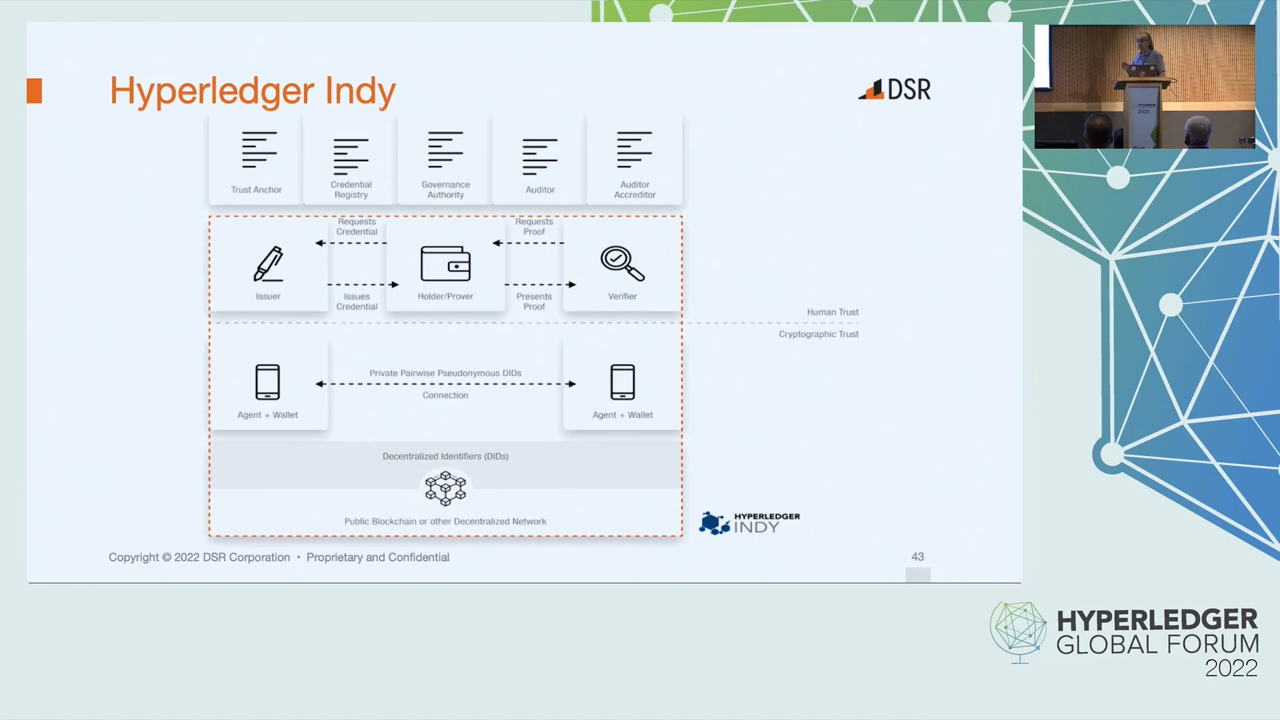 Hyperledger Indy
DSR
Trust Anchor
Credential
Registry
Governance
Authority
Auditor
Auditor
Accreditor
Requests
Credential
Requests
Proof
Issuer
Issues
Credential
Holder/Prover
Presents
Proof
Verifier
Human Trust
Cryptographic Trust
Private Pairwise Pseudonymous DIDs
Connection
Agent + Wallet
Agent + Wallet
Decentralized Identifiers (DIDs)
Public Blockchain or other Decentralized Network
HYPERLEDGER
INDY
Copyright © 2022 DSR Corporation • Proprietary and Confidential
43
HYPERLEDGER
GLOBAL FORUM
2022